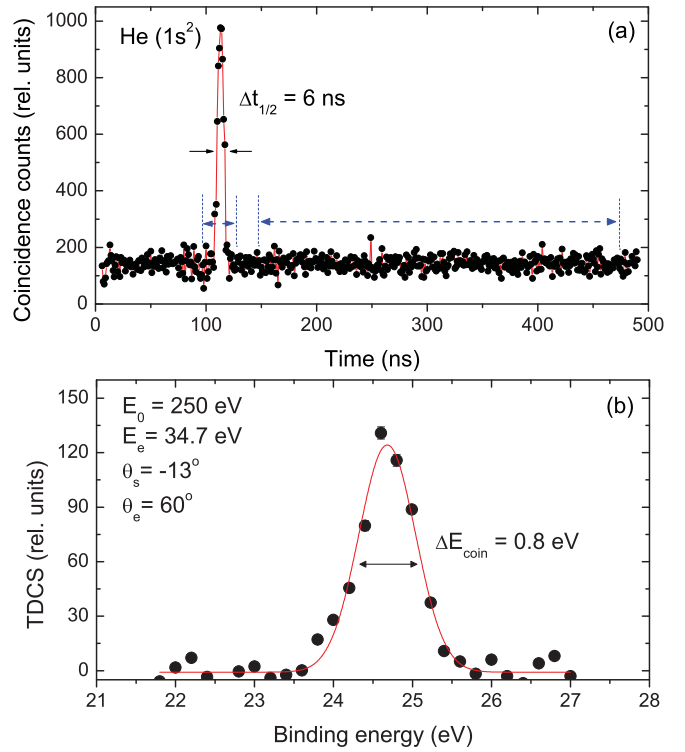 He (1s²)
(a)
Δt₁/₂ = 6 ns
Coincidence counts (rel. units)
1000
800
600
400
200
0
0 100 200 300 400 500
Time (ns)
(b)
E₀ = 250 eV
Eₑ = 34.7 eV
θₛ = -13°
θₑ = 60°
ΔE_coin = 0.8 eV
TDCS (rel. units)
150
120
90
60
30
0
21 22 23 24 25 26 27 28
Binding energy (eV)